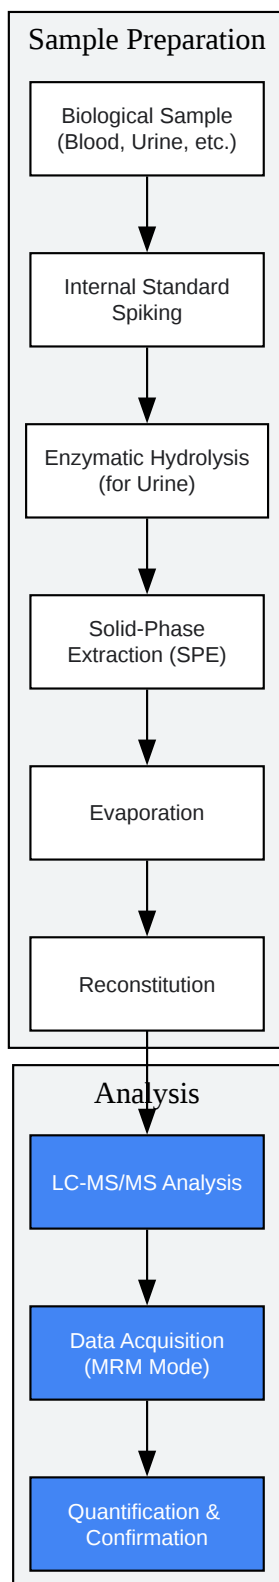 Sample Preparation
Biological Sample
(Blood, Urine, etc.)
Internal Standard
Spiking
Enzymatic Hydrolysis
(for Urine)
Solid-Phase
Extraction (SPE)
Evaporation
Reconstitution
Analysis
LC-MS/MS Analysis
Data Acquisition
(MRM Mode)
Quantification &
Confirmation